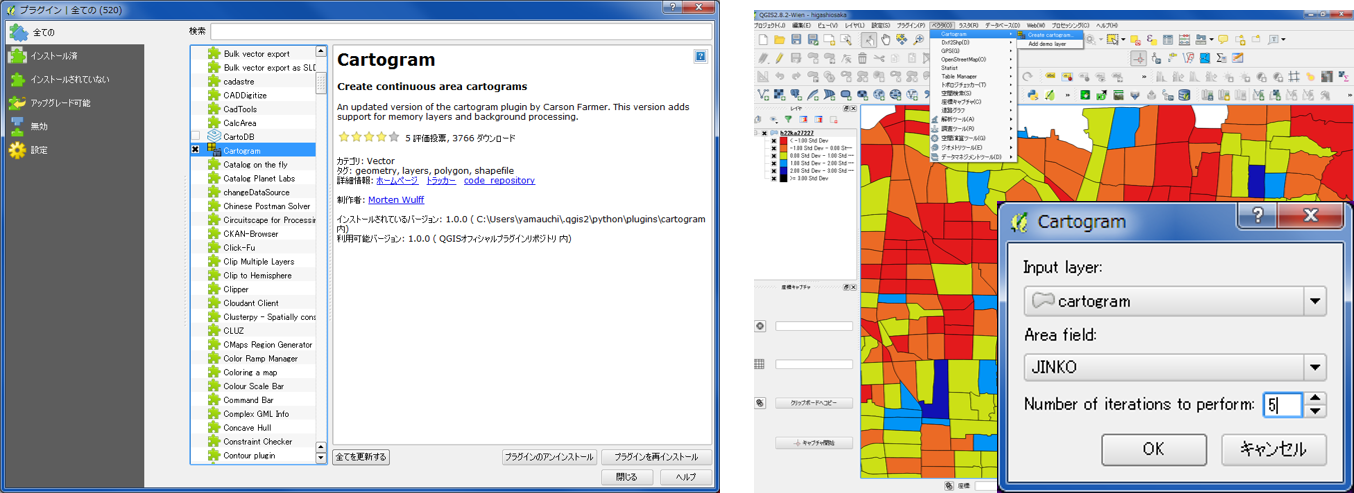 プラグイン | 全ての (520)
全ての
インストール済
インストールされていない
アップグレード可能
無効
設定
検索
Bulk vector export
Bulk vector export as SLD
cadastre
CADDigitize
CadTools
CalcArea
CartoDB
Cartogram
Catalog on the fly
Catalog Planet Labs
changeDataSource
Chinese Postman Solver
Circuitscape for Processin
CKAN-Browser
Click-Fu
Clip Multiple Layers
Clip to Hemisphere
Clipper
Cloudant Client
Clusterpy - Spatially cons
CLUZ
CMaps Region Generator
Color Ramp Manager
Coloring a map
Colour Scale Bar
Command Bar
Complex GML Info
Concave Hull
Constraint Checker
Contour plugin
Cartogram
Create continuous area cartograms
An updated version of the cartogram plugin by Carson Farmer. This version adds
support for memory layers and background processing.
5 評価投票, 3766 ダウンロード
カテゴリ: Vector
タグ: geometry, layers, polygon, shapefile
詳細情報: ホームページ トラッカー code repository
制作者: Morten Wulff
インストールされているバージョン: 1.0.0 ( C:\Users\yamauchi\.qgis2\python\plugins\cartogram
内)
利用可能バージョン: 1.0.0 ( QGISオフィシャルプラグインリポジトリ 内)
全てを更新する
プラグインのアンインストール
プラグインを再インストール
閉じる
ヘルプ
QGIS2.8.2-Wien - higashiosaka
プロジェクト(J) 編集(E) ビュー(V) レイヤ(L) 設定(S) プラグイン(P) ベクタ(O) ラスタ(R) データベース(D) Web(W) プロセッシング(C) ヘルプ(H)
Cartogram
Create cartogram...
Add demo layer
Dxf2Shp(D)
GPS(G)
OpenStreetMap(O)
Statist
Table Manager
トポロジチェッカー(T)
空間検索(S)
座標キャプチャ(C)
道路グラフ
解析ツール(A)
調査ツール(R)
空間演算ツール(G)
ジオメトリツール(E)
データマネジメントツール(D)
レイヤ
h22ka27227
< -1.00 Std Dev
-1.00 Std Dev - 0.00 St
0.00 Std Dev - 1.00 Std
1.00 Std Dev - 2.00 Std
2.00 Std Dev - 3.00 Std
>= 3.00 Std Dev
座標キャプチャ
クリップボードへコピー
キャプチャ開始
座標
Cartogram
Input layer:
cartogram
Area field:
JINKO
Number of iterations to perform: 5
OK
キャンセル